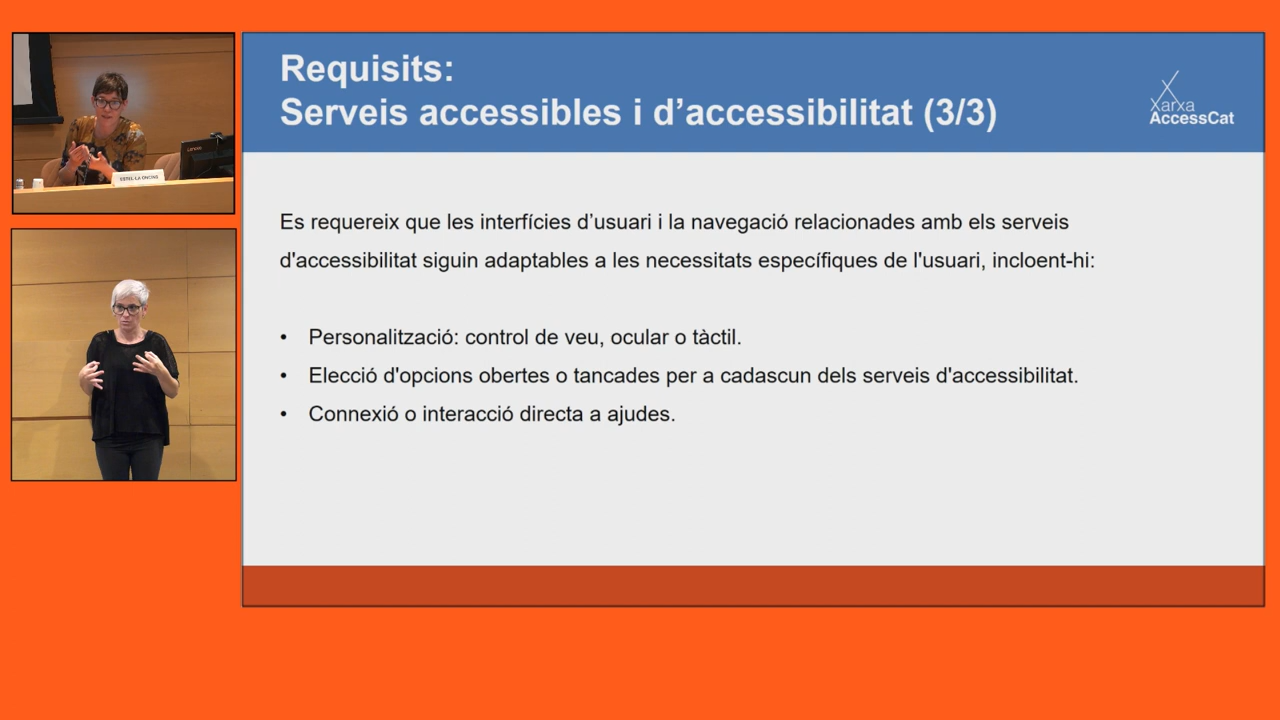 Requisits:
Serveis accessibles i d’accessibilitat (3/3)
Xarxa
AccessCat
Es requereix que les interfícies d’usuari i la navegació relacionades amb els serveis
d'accessibilitat siguin adaptables a les necessitats específiques de l'usuari, incloent-hi:
• Personalització: control de veu, ocular o tàctil.
• Elecció d'opcions obertes o tancades per a cadascun dels serveis d'accessibilitat.
• Connexió o interacció directa a ajudes.
Lenovo